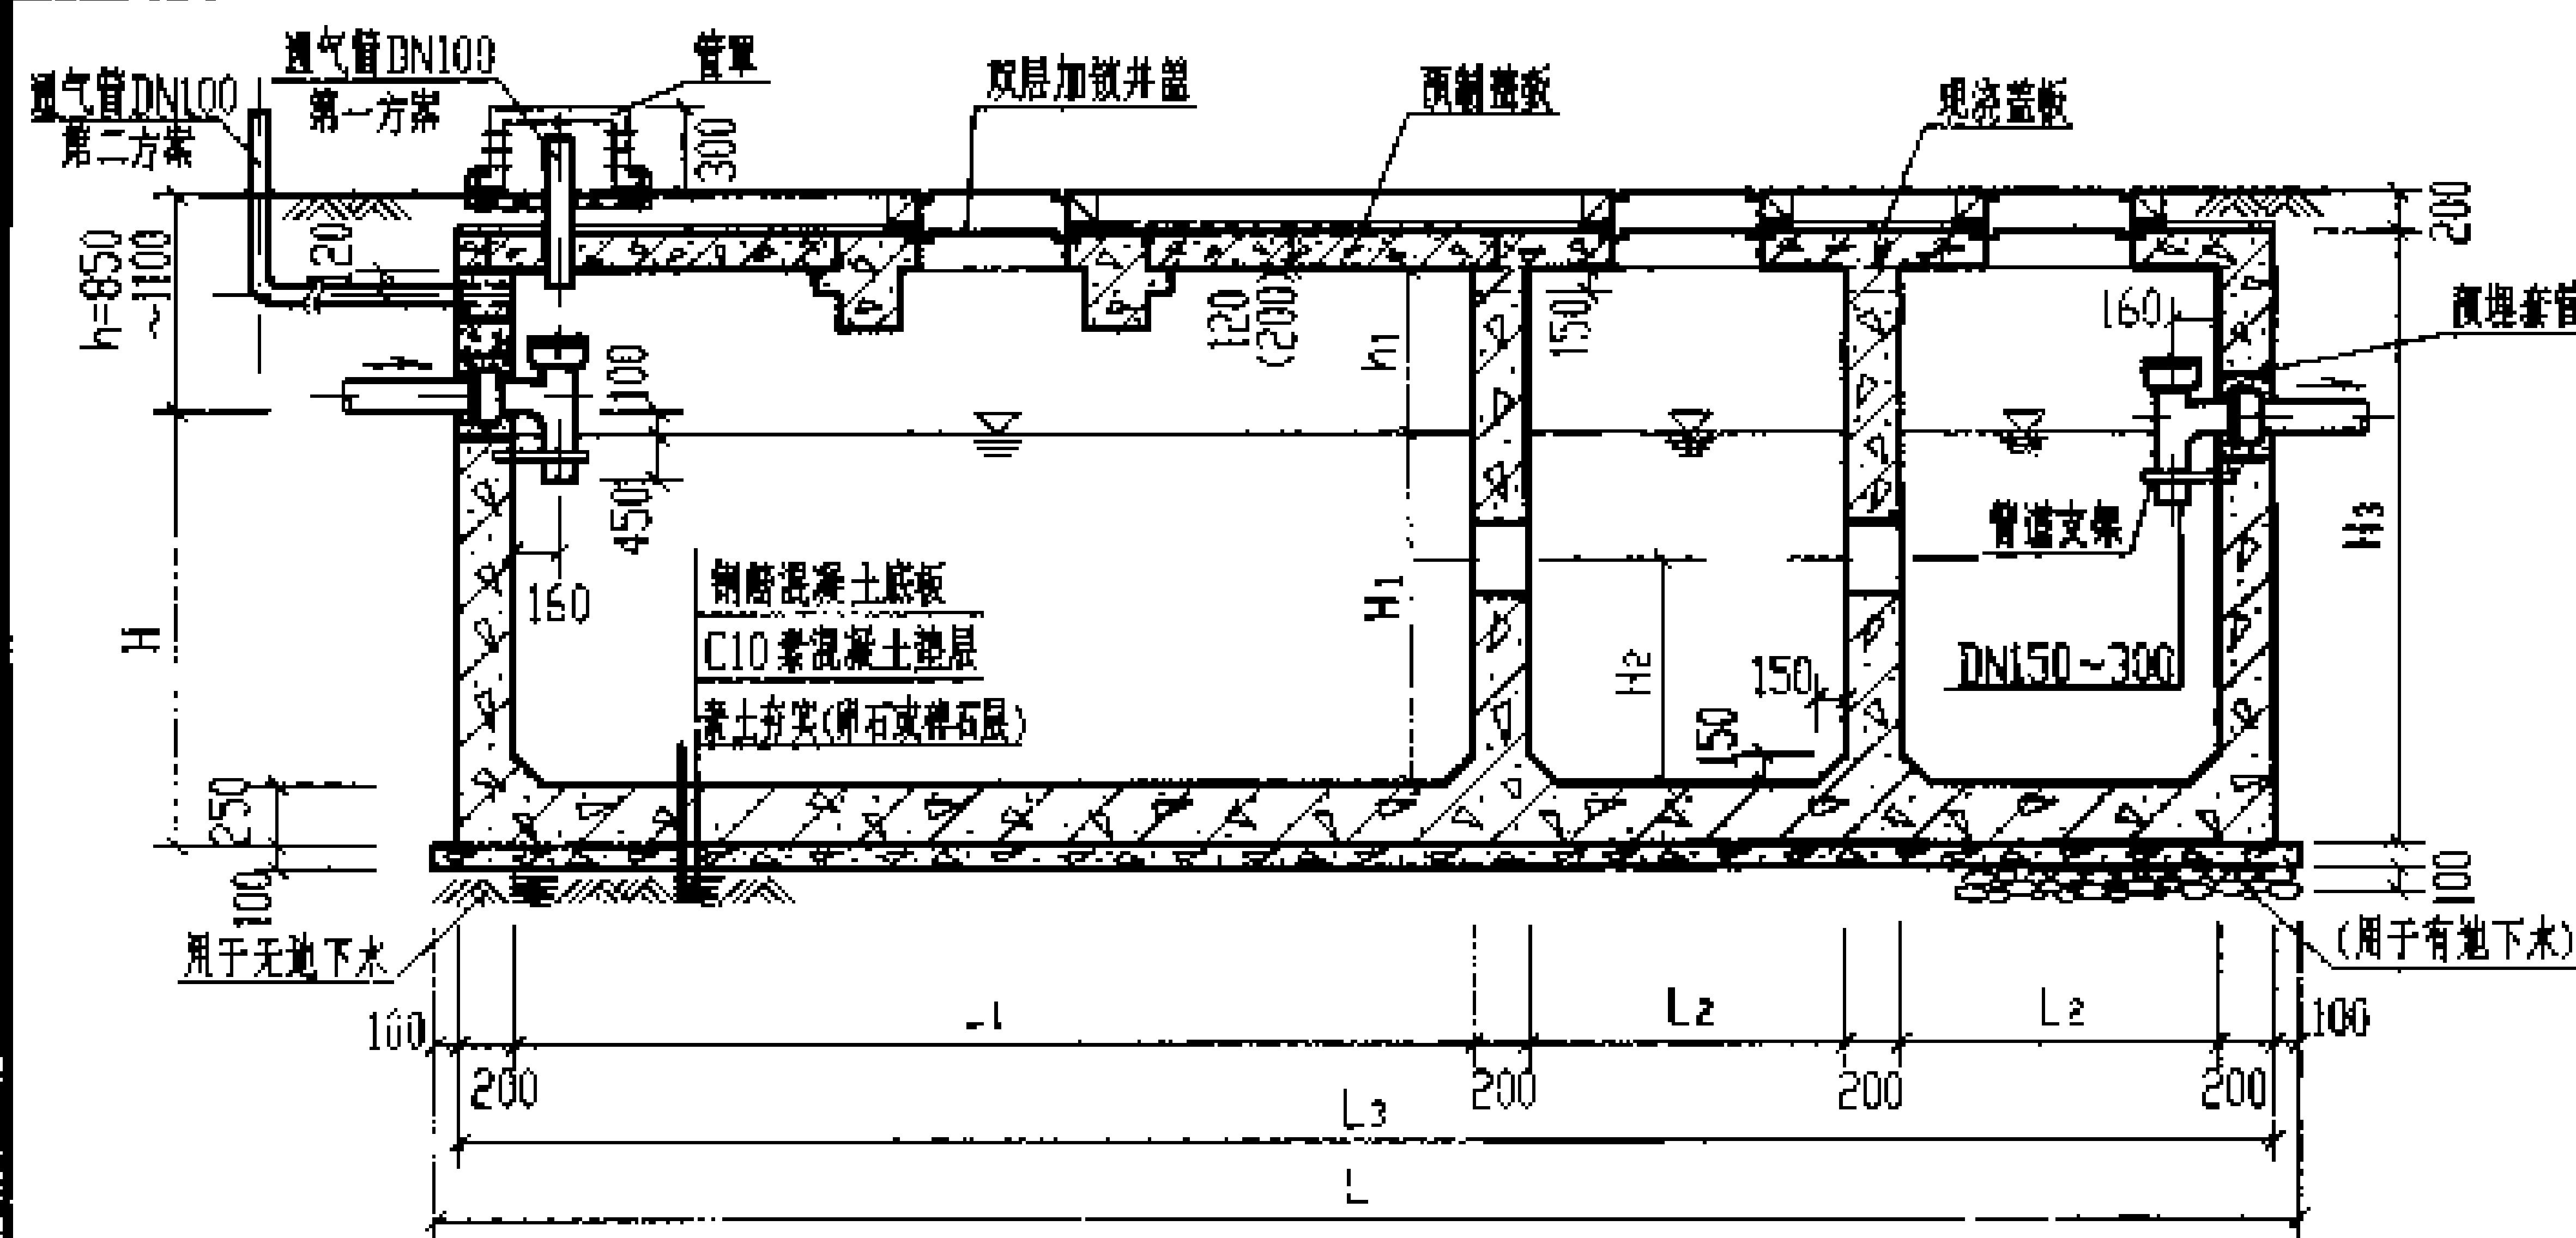 通气管DN100
第一方案
管罩
通气管DN100
第二方案
双层加锁井盖
预制盖板
现浇盖板
300
200
h=850
~1100
120
120
(200)
h1
150
160
预埋套管
100
450
160
H
H1
H2
H3
钢筋混凝土底板
C10素混凝土垫层
素土夯实(卵石或碎石层)
管道支架
DN150~300
150
150
250
100
100
用于无地下水
(用于有地下水)
100
L1
L2
L2
100
200
200
200
200
L3
L